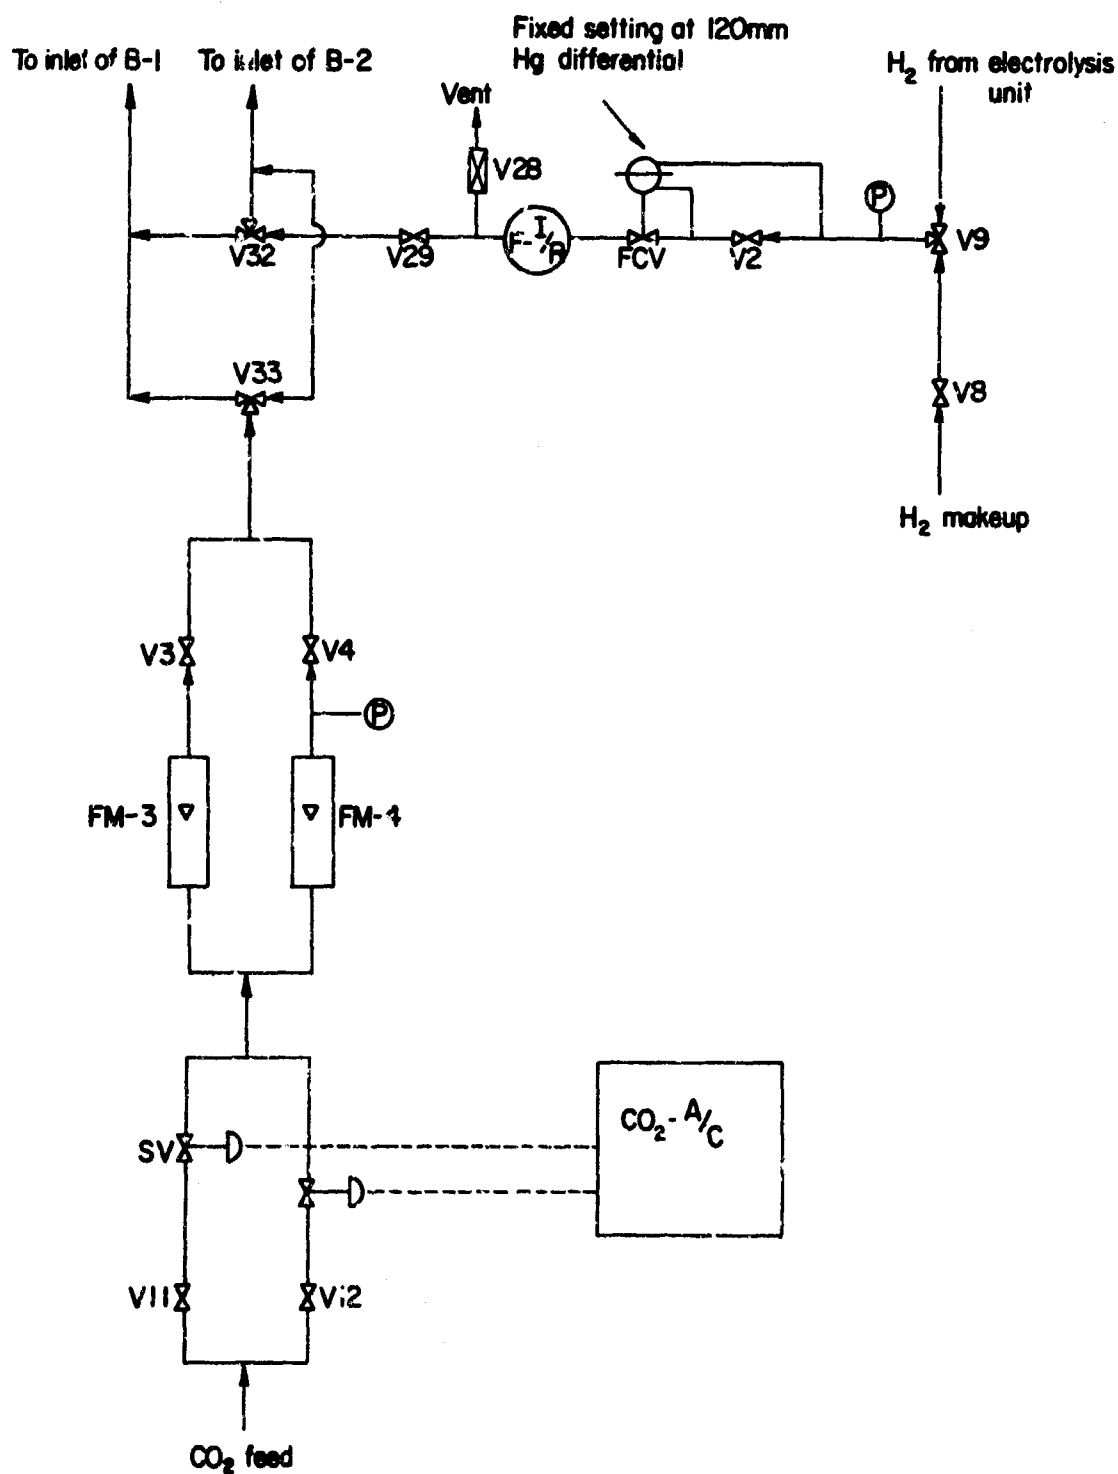 Fixed setting at 120mm
Hg differential
To inlet of B-1
To inlet of B-2
H₂ from electrolysis
unit
Vent
V28
P
F-I/R
V32
V29
FCV
V2
V9
V33
V8
H₂ makeup
V3
V4
P
FM-3
FM-4
CO₂-A/C
SV
V11
V12
CO₂ feed